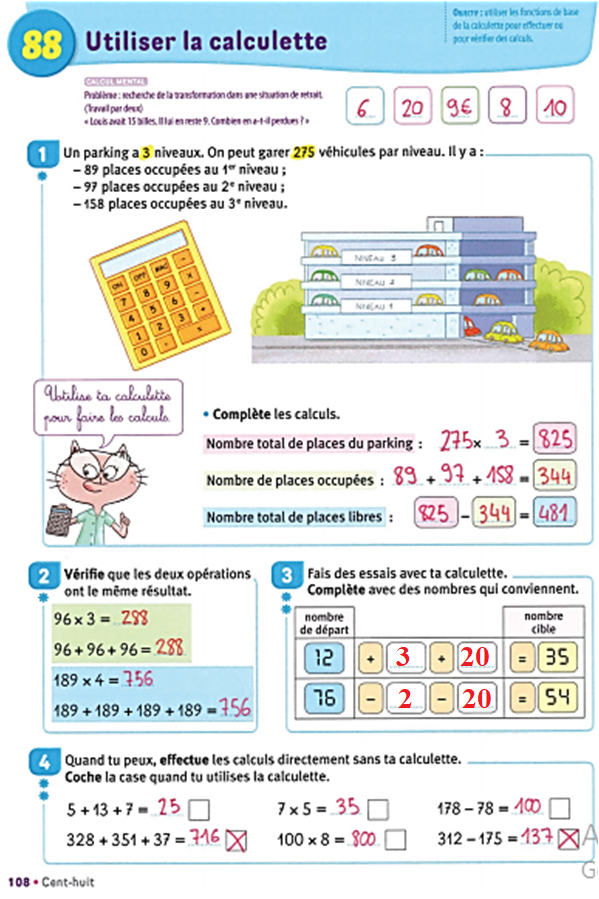 OBJECTIF : utiliser les fonctions de base
de la calculette pour effectuer ou
pour vérifier des calculs.
88 Utiliser la calculette
CALCUL MENTAL
Problème : recherche de la transformation dans une situation de retrait.
(Travail par deux)
« Louis avait 15 billes. Il lui en reste 9. Combien en a-t-il perdues ? »
6 20 9€ 8 10
1 Un parking a 3 niveaux. On peut garer 275 véhicules par niveau. Il y a :
– 89 places occupées au 1er niveau ;
– 97 places occupées au 2e niveau ;
– 158 places occupées au 3e niveau.
ON OFF MRC ÷
7 8 9 ×
4 5 6 -
1 2 3 +
0 . =
NIVEAU 3
NIVEAU 2
NIVEAU 1
Utilise ta calculette
pour faire les calculs.
• Complète les calculs.
Nombre total de places du parking : 275 × 3 = 825
Nombre de places occupées : 89 + 97 + 158 = 344
Nombre total de places libres : 825 – 344 = 481
2 Vérifie que les deux opérations
ont le même résultat.
96 × 3 = 288
96 + 96 + 96 = 288
189 × 4 = 756
189 + 189 + 189 + 189 = 756
3 Fais des essais avec ta calculette.
Complète avec des nombres qui conviennent.
nombre de départ nombre cible
12 + 3 + 20 = 35
76 – 2 – 20 = 54
4 Quand tu peux, effectue les calculs directement sans ta calculette.
Coche la case quand tu utilises la calculette.
5 + 13 + 7 = 25 7 × 5 = 35 178 – 78 = 100
328 + 351 + 37 = 716 100 × 8 = 800 312 – 175 = 137
108 • Cent-huit